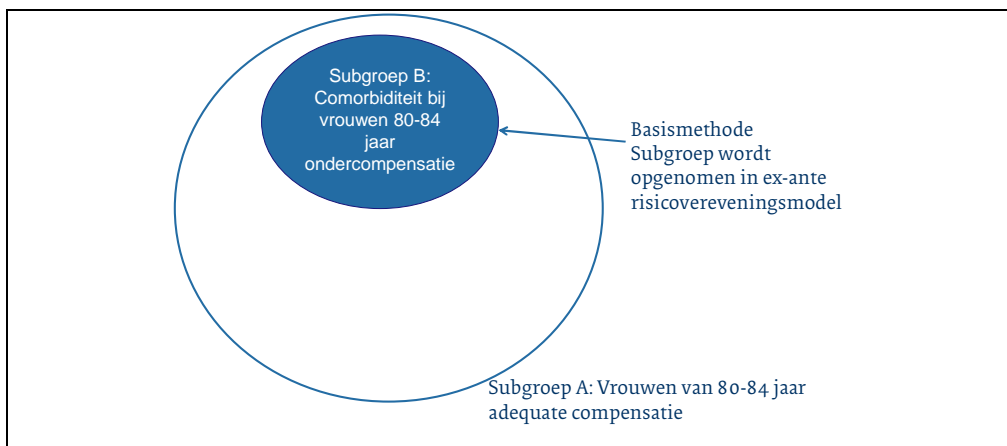 Subgroep B:
Comorbiditeit bij
vrouwen 80-84
jaar
ondercompensatie
Basismethode
Subgroep wordt
opgenomen in ex-ante
risicovereveningsmodel
Subgroep A: Vrouwen van 80-84 jaar
adequate compensatie